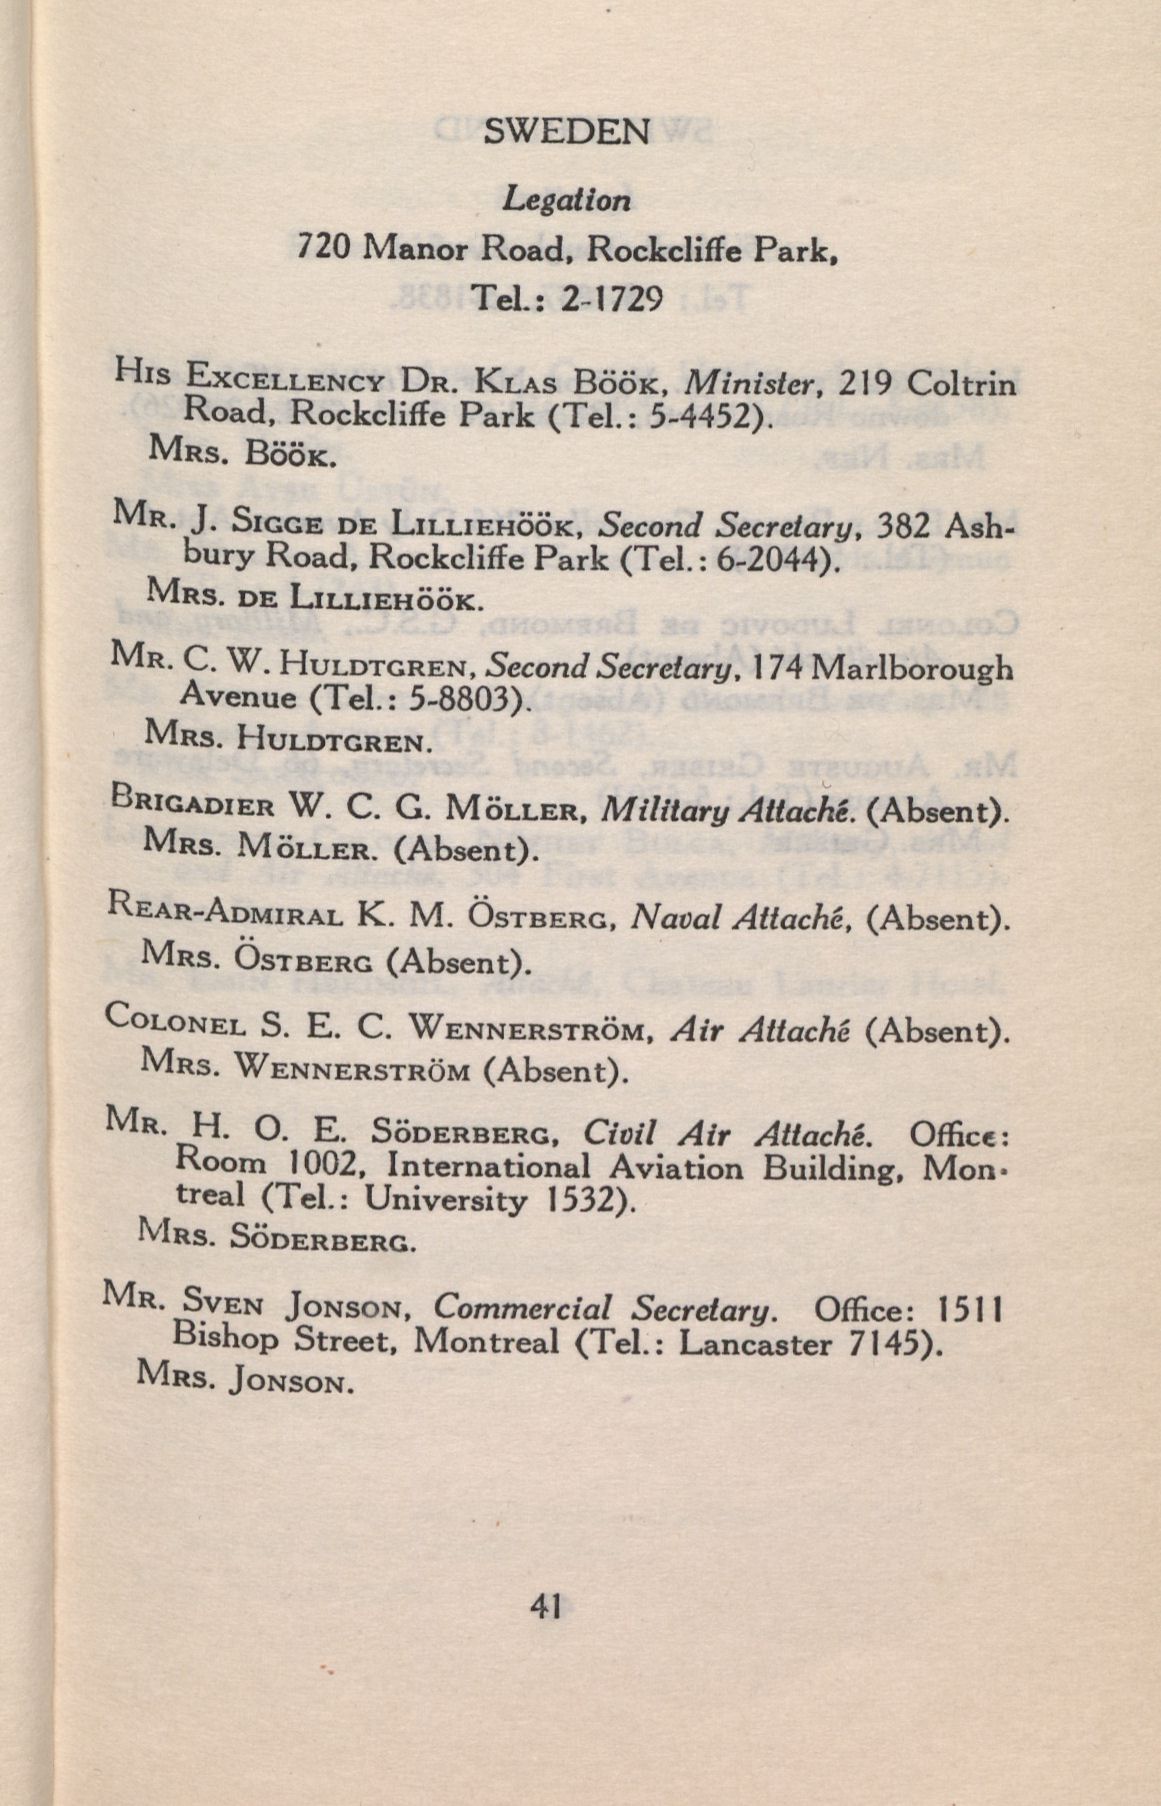 SWEDEN
Legation
720 Manor Road, Rockcliffe Park,
Tel.: 2-1729
His Excellency Dr. Klas Böök, Minister, 219 Coltrin
Road, Rockcliffe Park (Tel.: 5-4452).
Mrs. Böök.
Mr. J. Sigge de Lilliehöök, Second Secretary, 382 Ash-
bury Road, Rockcliffe Park (Tel.: 6-2044).
Mrs. de Lilliehöök.
Mr. C. W. Huldtgren, Second Secretary, 174 Marlborough
Avenue (Tel.: 5-8803).
Mrs. Huldtgren.
Brigadier W. C. G. Möller, Military Attaché. (Absent).
Mrs. Möller. (Absent).
Rear-Admiral K. M. Östberg, Naval Attaché, (Absent).
Mrs. Östberg (Absent).
Colonel S. E. C. Wennerström, Air Attaché (Absent).
Mrs. Wennerström (Absent).
Mr. H. O. E. Söderberg, Civil Air Attaché. Office:
Room 1002, International Aviation Building, Mon-
treal (Tel.: University 1532).
Mrs. Söderberg.
Mr. Sven Jonson, Commercial Secretary. Office: 1511
Bishop Street, Montreal (Tel.: Lancaster 7145).
Mrs. Jonson.
41